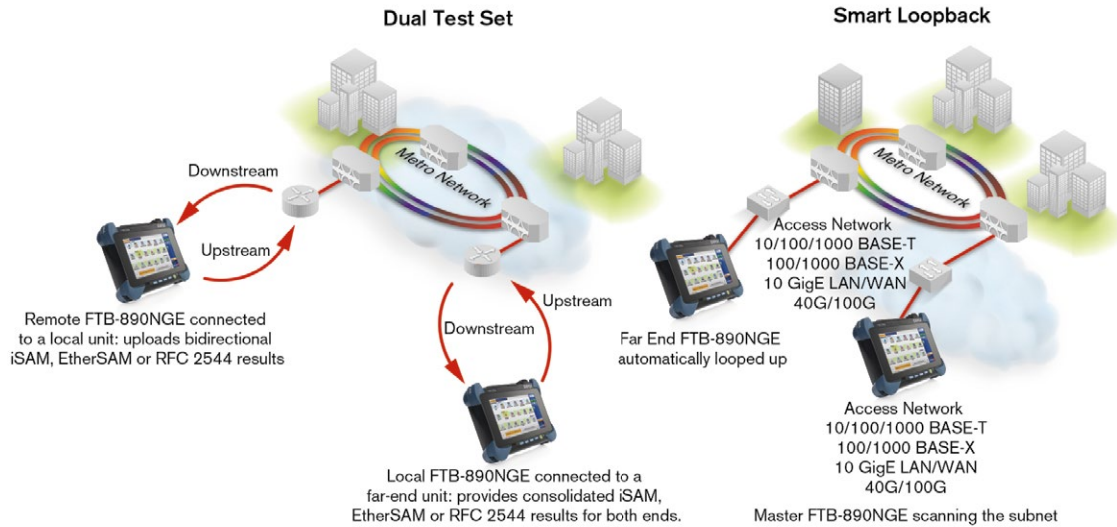 Dual Test Set
Metro Network
Downstream
Upstream
Remote FTB-890NGE connected
to a local unit: uploads bidirectional
iSAM, EtherSAM or RFC 2544 results
Upstream
Downstream
Local FTB-890NGE connected to a
far-end unit: provides consolidated iSAM,
EtherSAM or RFC 2544 results for both ends.
Smart Loopback
Metro Network
Access Network
10/100/1000 BASE-T
100/1000 BASE-X
10 GigE LAN/WAN
40G/100G
Far End FTB-890NGE
automatically looped up
Access Network
10/100/1000 BASE-T
100/1000 BASE-X
10 GigE LAN/WAN
40G/100G
Master FTB-890NGE scanning the subnet